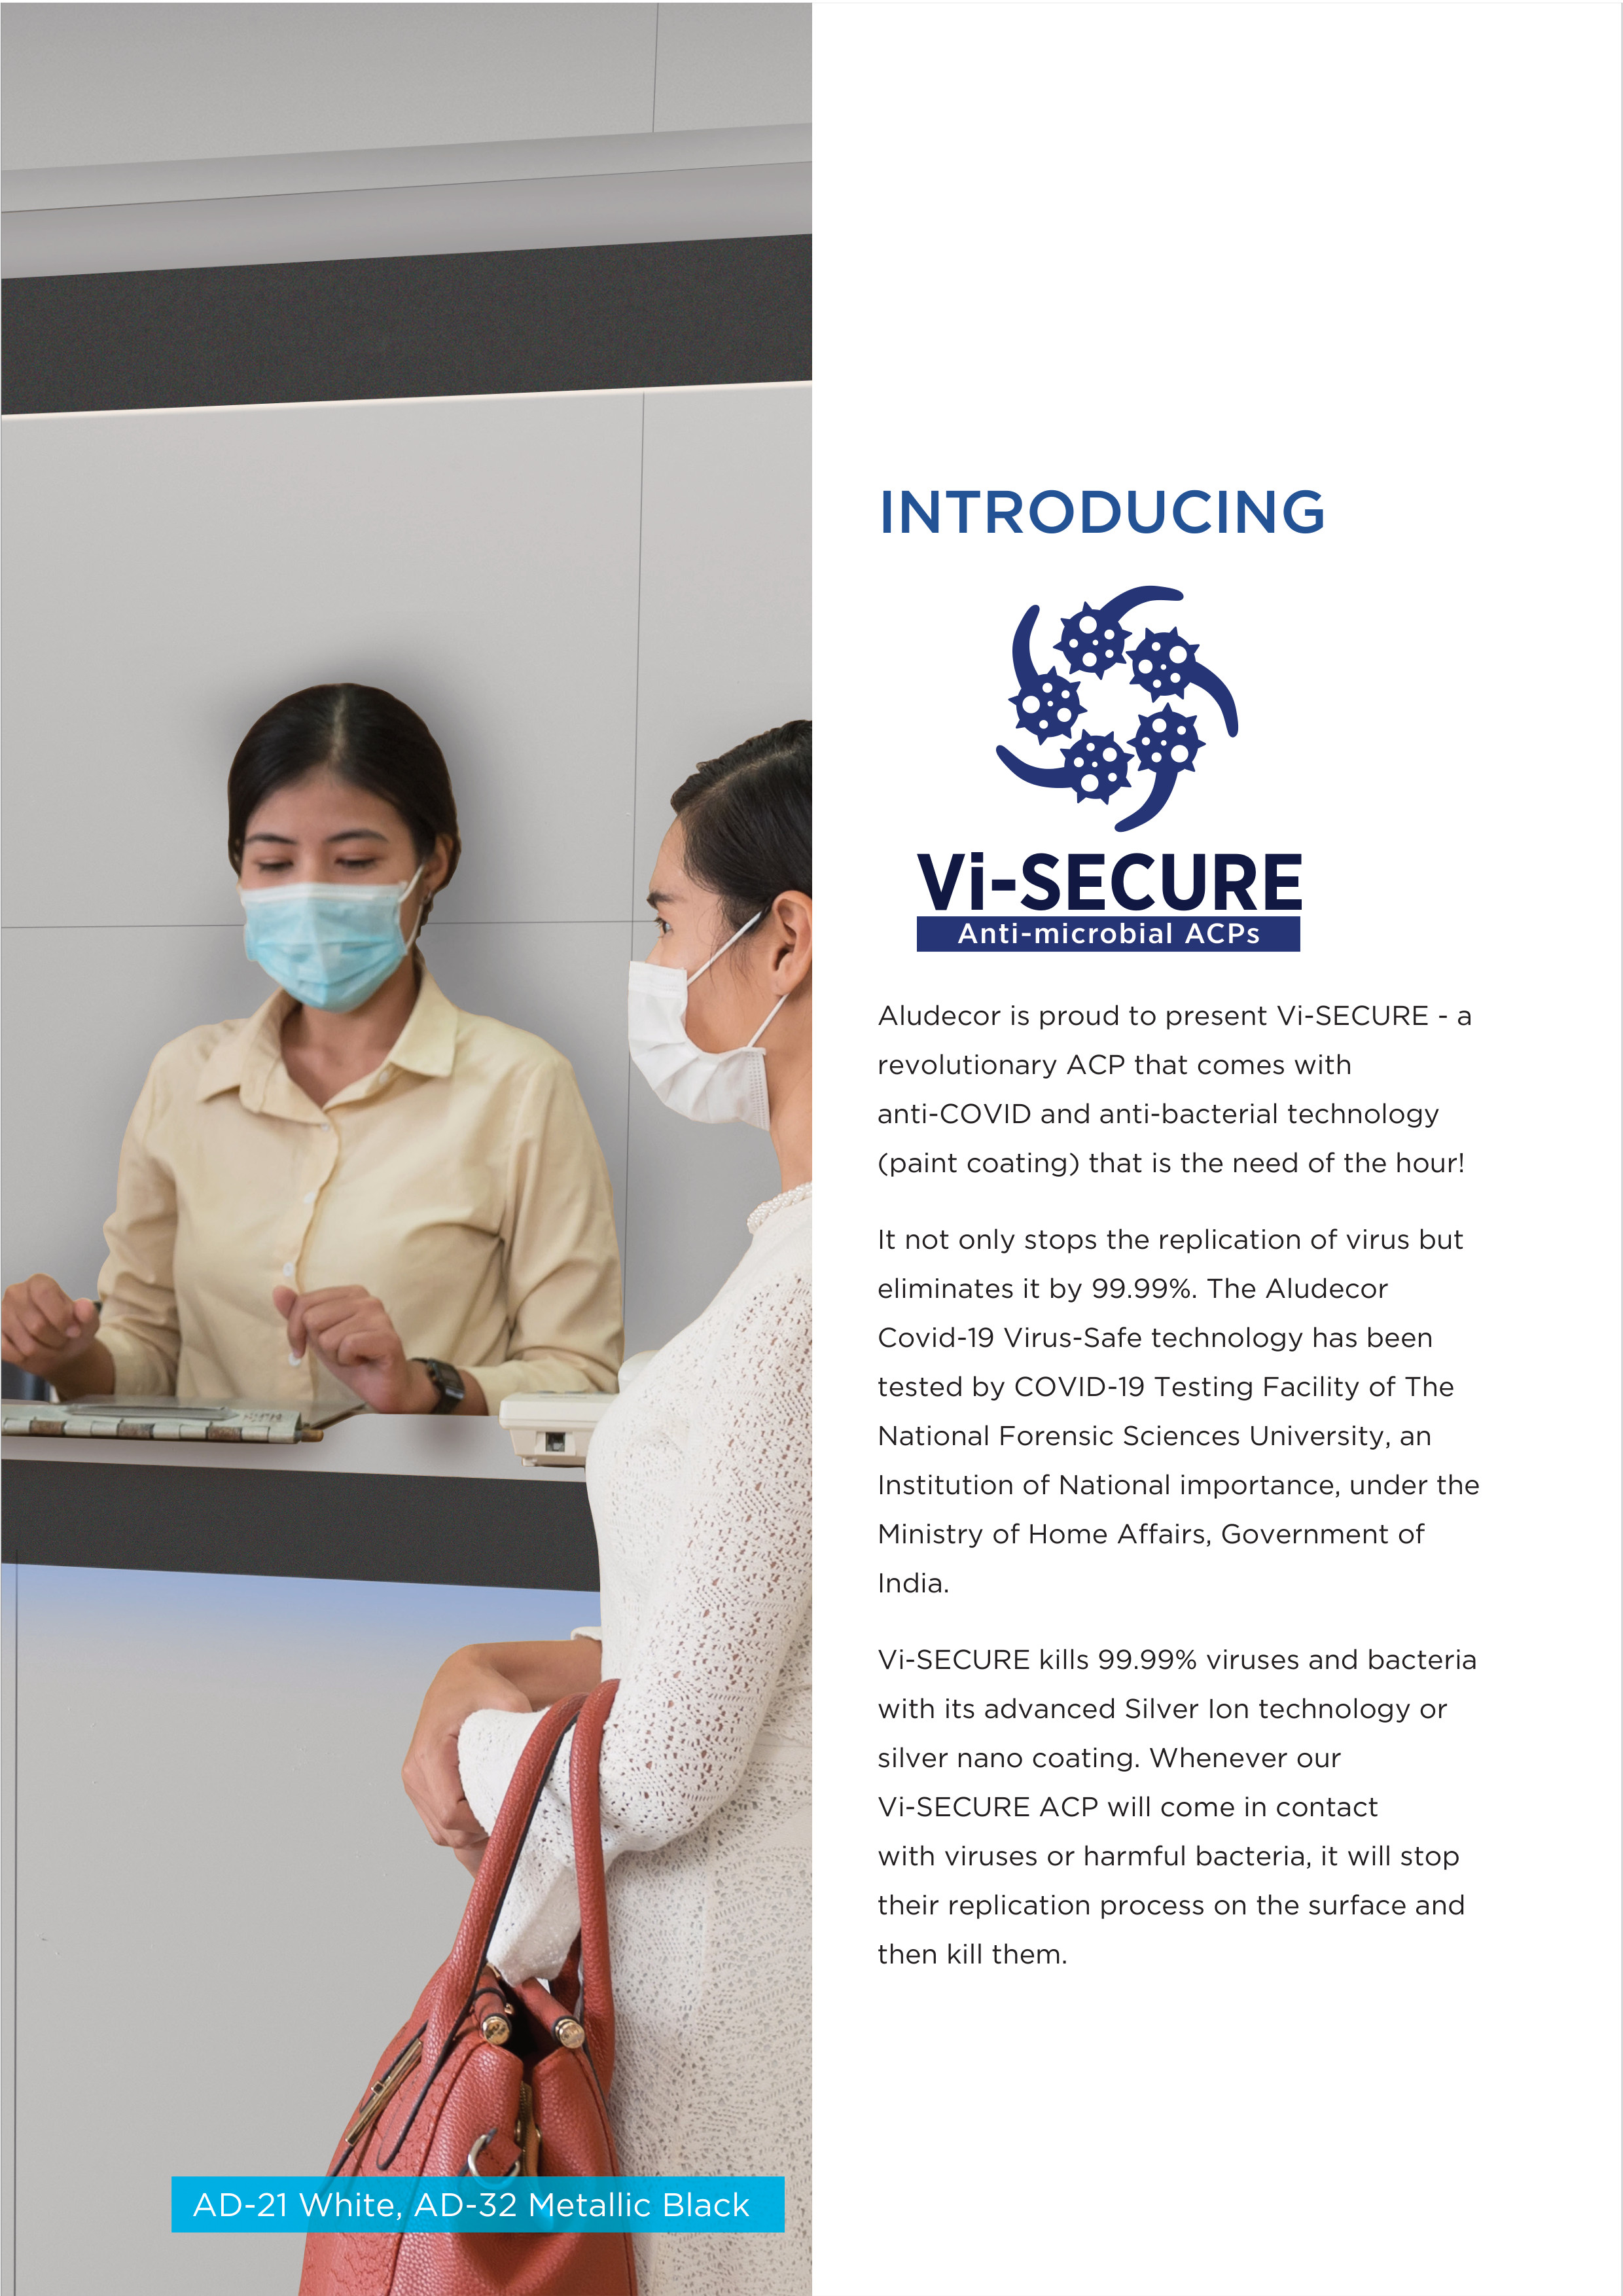 INTRODUCING
Vi-SECURE
Anti-microbial ACPs
Aludecor is proud to present Vi-SECURE - a
revolutionary ACP that comes with
anti-COVID and anti-bacterial technology
(paint coating) that is the need of the hour!
It not only stops the replication of virus but
eliminates it by 99.99%. The Aludecor
Covid-19 Virus-Safe technology has been
tested by COVID-19 Testing Facility of The
National Forensic Sciences University, an
Institution of National importance, under the
Ministry of Home Affairs, Government of
India.
Vi-SECURE kills 99.99% viruses and bacteria
with its advanced Silver Ion technology or
silver nano coating. Whenever our
Vi-SECURE ACP will come in contact
with viruses or harmful bacteria, it will stop
their replication process on the surface and
then kill them.
AD-21 White, AD-32 Metallic Black